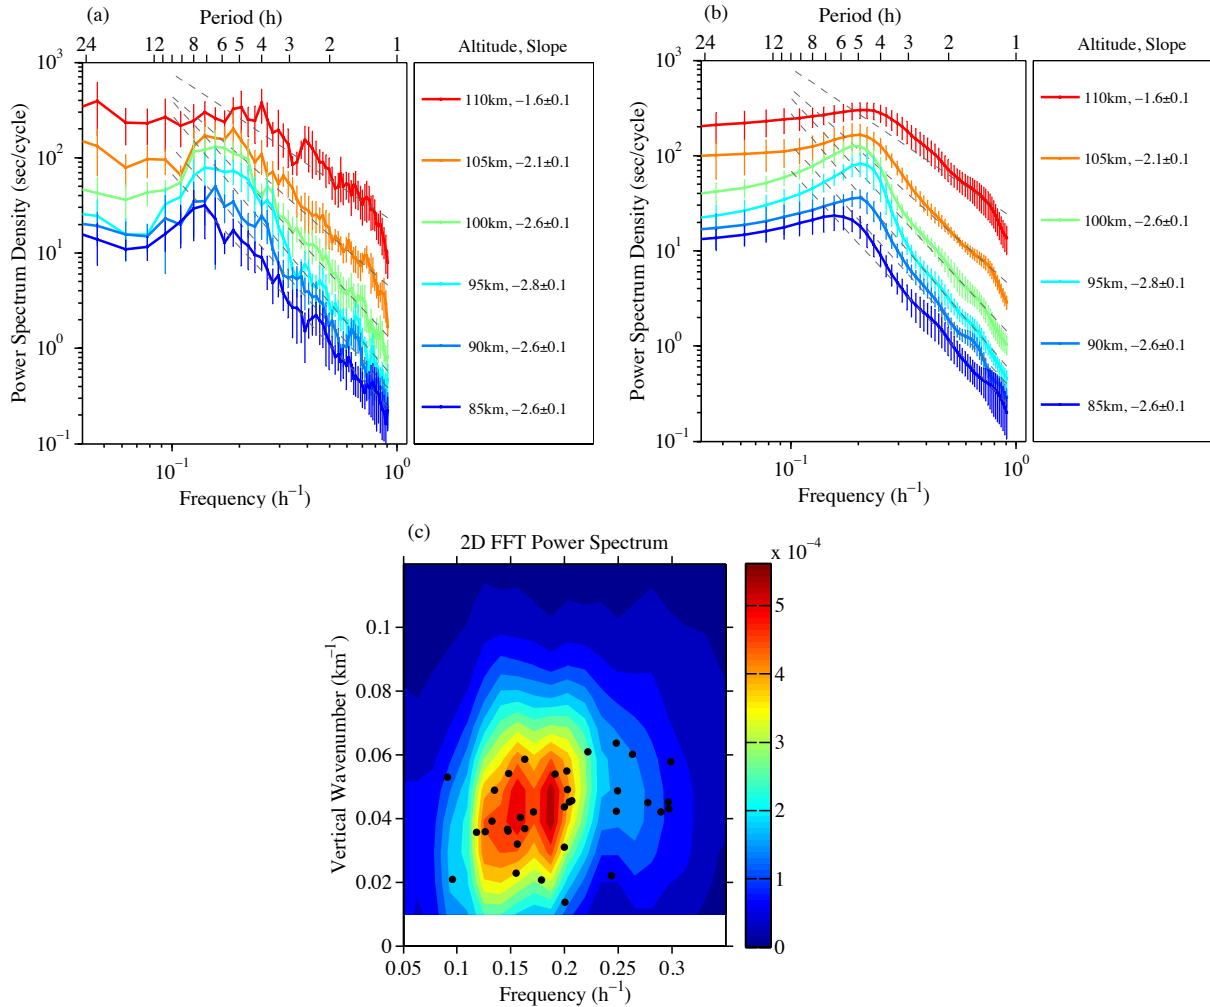 (a)
Period (h)
24 12 8 6 5 4 3 2 1
Altitude, Slope
10³
10²
10¹
10⁰
10⁻¹
Power Spectrum Density (sec/cycle)
110km, −1.6±0.1
105km, −2.1±0.1
100km, −2.6±0.1
95km, −2.8±0.1
90km, −2.6±0.1
85km, −2.6±0.1
10⁻¹ 10⁰
Frequency (h⁻¹)
(b)
Period (h)
24 12 8 6 5 4 3 2 1
Altitude, Slope
10³
10²
10¹
10⁰
10⁻¹
Power Spectrum Density (sec/cycle)
110km, −1.6±0.1
105km, −2.1±0.1
100km, −2.6±0.1
95km, −2.8±0.1
90km, −2.6±0.1
85km, −2.6±0.1
10⁻¹ 10⁰
Frequency (h⁻¹)
(c)
2D FFT Power Spectrum
x 10⁻⁴
0.1
0.08
0.06
0.04
0.02
0
Vertical Wavenumber (km⁻¹)
5
4
3
2
1
0
0.05 0.1 0.15 0.2 0.25 0.3
Frequency (h⁻¹)